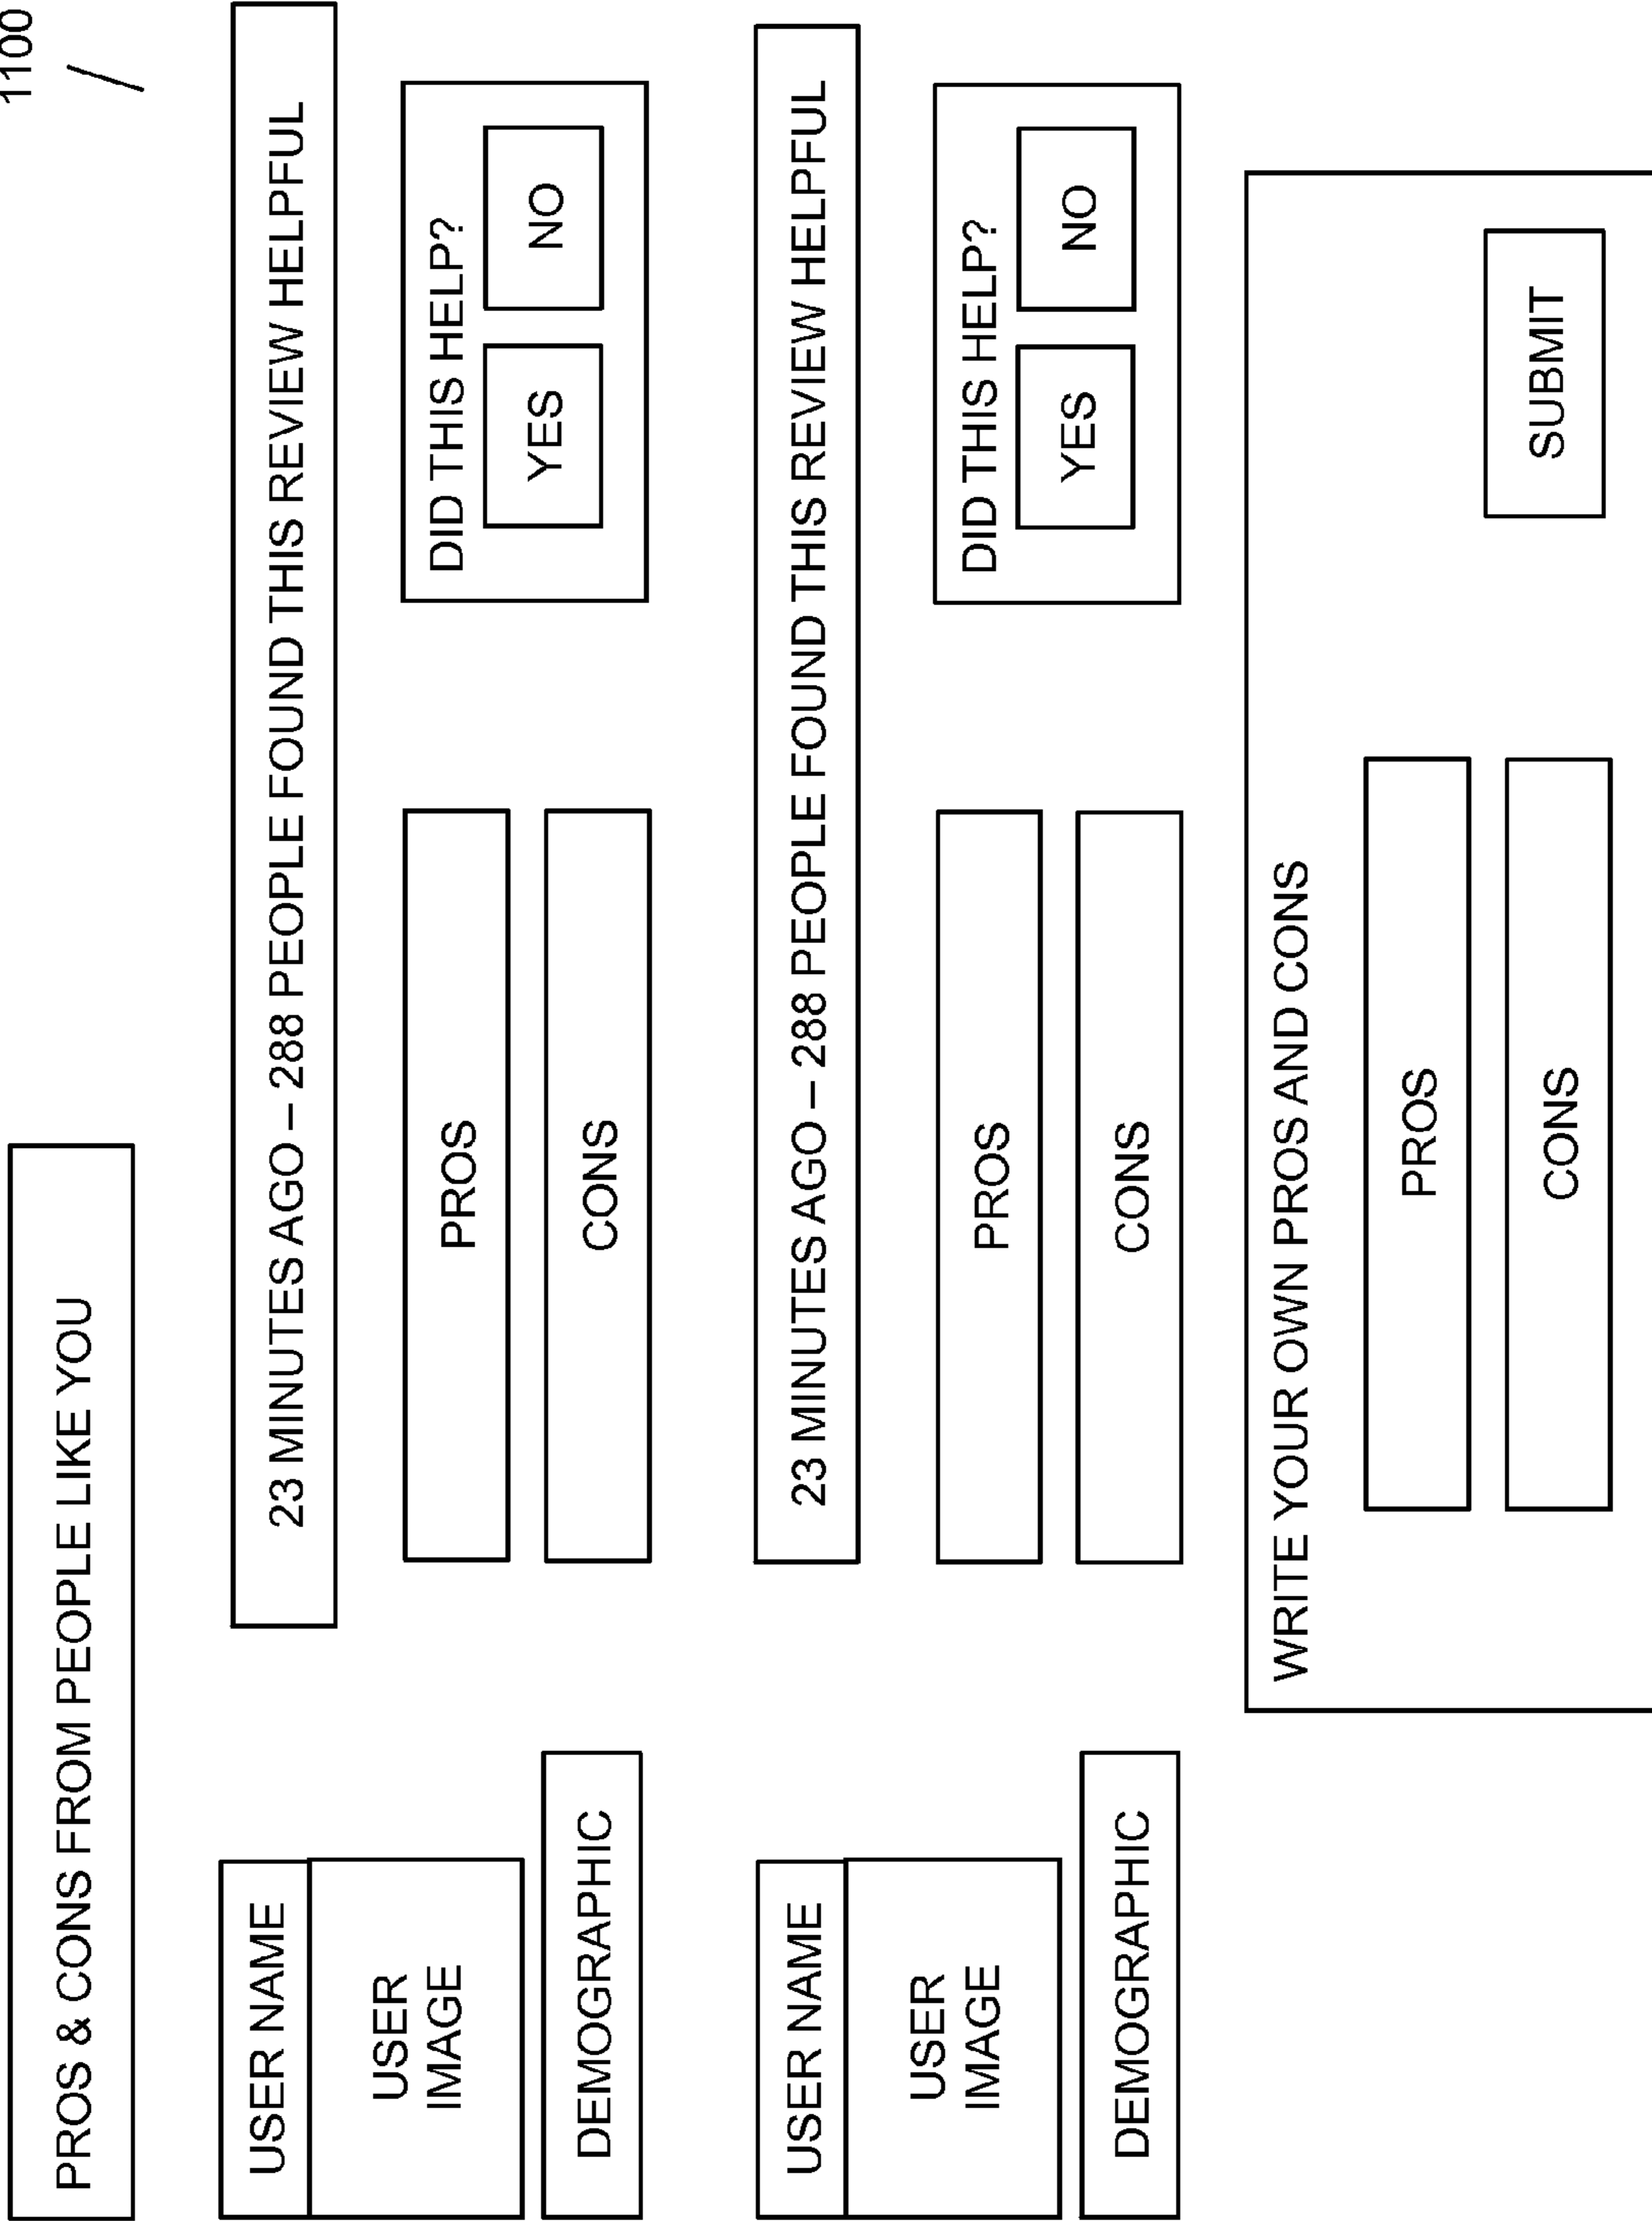 1100
PROS & CONS FROM PEOPLE LIKE YOU
USER NAME
USER
IMAGE
DEMOGRAPHIC
23 MINUTES AGO – 288 PEOPLE FOUND THIS REVIEW HELPFUL
PROS
CONS
DID THIS HELP?
YES
NO
USER NAME
USER
IMAGE
DEMOGRAPHIC
23 MINUTES AGO – 288 PEOPLE FOUND THIS REVIEW HELPFUL
PROS
CONS
DID THIS HELP?
YES
NO
WRITE YOUR OWN PROS AND CONS
PROS
CONS
SUBMIT